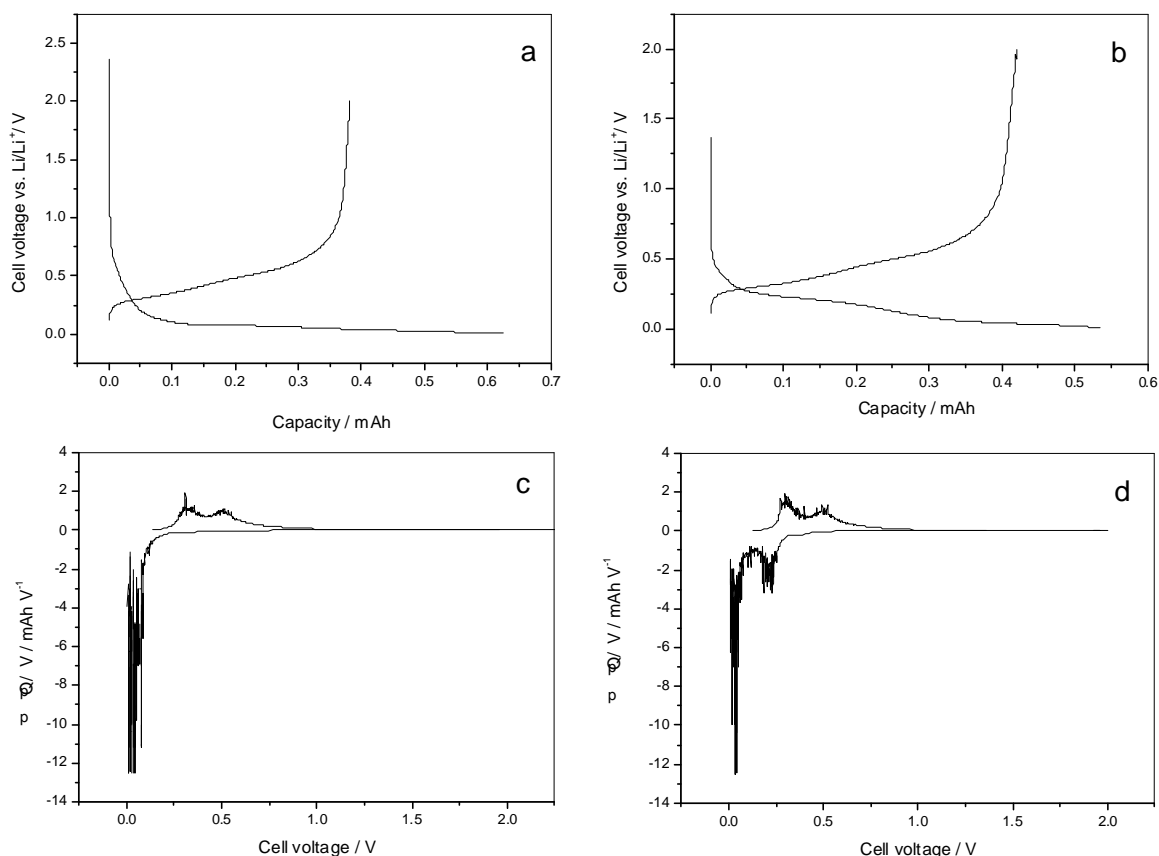 a
Cell voltage vs. Li/Li+/ V
2.5
2.0
1.5
1.0
0.5
0.0
0.0 0.1 0.2 0.3 0.4 0.5 0.6 0.7
Capacity / mAh
b
Cell voltage vs. Li/Li+/ V
2.0
1.5
1.0
0.5
0.0
0.0 0.1 0.2 0.3 0.4 0.5 0.6
Capacity / mAh
c
4
2
0
-2
-4
-6
-8
-10
-12
-14
Q/ V / mAh V-1
p
p
0.0 0.5 1.0 1.5 2.0
Cell voltage / V
d
4
2
0
-2
-4
-6
-8
-10
-12
-14
Q/ V / mAh V-1
p
p
0.0 0.5 1.0 1.5 2.0
Cell voltage / V